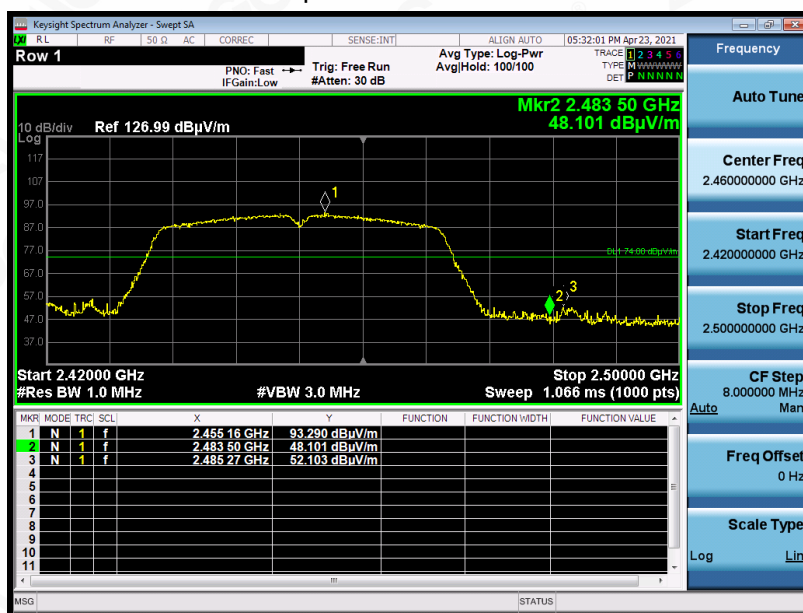 Keysight Spectrum Analyzer - Swept SA
LXI RL RF 50 Ω AC CORREC SENSE:INT ALIGN AUTO 05:32:01 PM Apr 23, 2021
Row 1
PNO: Fast
IFGain:Low
Trig: Free Run
#Atten: 30 dB
Avg Type: Log-Pwr
Avg|Hold: 100/100
TRACE 1 2 3 4 5 6
TYPE M WWWWW
DET P N N N N N
Mkr2 2.483 50 GHz
48.101 dBµV/m
10 dB/div Ref 126.99 dBµV/m
Log
117
107
97.0
87.0
77.0
67.0
57.0
47.0
37.0
1
DL1 74.00 dBµV/m
2
3
Start 2.42000 GHz Stop 2.50000 GHz
#Res BW 1.0 MHz #VBW 3.0 MHz Sweep 1.066 ms (1000 pts)
MKR MODE TRC SCL X Y FUNCTION FUNCTION WIDTH FUNCTION VALUE
1 N 1 f 2.455 16 GHz 93.290 dBµV/m
2 N 1 f 2.483 50 GHz 48.101 dBµV/m
3 N 1 f 2.485 27 GHz 52.103 dBµV/m
4
5
6
7
8
9
10
11
MSG STATUS
Frequency
Auto Tune
Center Freq
2.460000000 GHz
Start Freq
2.420000000 GHz
Stop Freq
2.500000000 GHz
CF Step
8.000000 MHz
Auto Man
Freq Offset
0 Hz
Scale Type
Log Lin